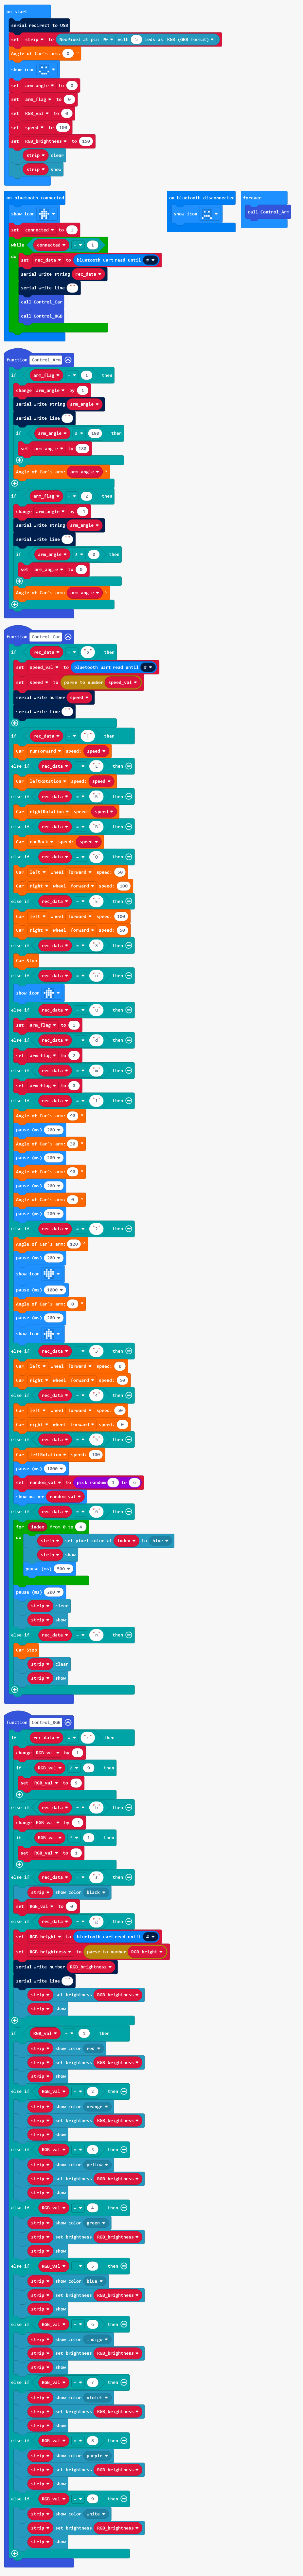 on start
serial redirect to USB
set strip to NeoPixel at pin P0 with leds as RGB (GRB format)
Angle of Car's arm: 0 °
show icon
set arm_angle to 0
set arm_flag to 0
set RGB_val to 0
set speed to 100
set RGB_brightness to 150
strip clear
strip show
on bluetooth connected
show icon
set connected to 1
while connected = 1
do set rec_data to bluetooth uart read until #
serial write string rec_data
serial write line
call Control_Car
call Control_RGB
on bluetooth disconnected
show icon
forever
call Control_Arm
function Control_Arm
if arm_flag = 1 then
change arm_angle by 1
serial write string arm_angle
serial write line
if arm_angle ≥ 180 then
set arm_angle to 180
Angle of Car's arm: arm_angle °
if arm_flag = 2 then
change arm_angle by -1
serial write string arm_angle
serial write line
if arm_angle ≤ 0 then
set arm_angle to 0
Angle of Car's arm: arm_angle °
function Control_Car
if rec_data = then
set speed_val to bluetooth uart read until #
set speed to parse to number speed_val
serial write number speed
serial write line
if rec_data = then
Car runForward speed: speed
else if rec_data = then
Car leftRotation speed: speed
else if rec_data = then
Car rightRotation speed: speed
else if rec_data = then
Car runBack speed: speed
else if rec_data = then
Car left wheel forward speed: 50
Car right wheel forward speed: 100
else if rec_data = then
Car left wheel forward speed: 100
Car right wheel forward speed: 50
else if rec_data = then
Car Stop
else if rec_data = then
show icon
else if rec_data = then
set arm_flag to 1
else if rec_data = "d" then
set arm_flag to 2
else if rec_data = then
set arm_flag to 0
else if rec_data = then
Angle of Car's arm: 90 °
pause (ms) 200
Angle of Car's arm: °
pause (ms) 200
Angle of Car's arm: 90 °
pause (ms) 200
Angle of Car's arm: 0 °
pause (ms) 200
else if rec_data = "2" then
Angle of Car's arm: 120 °
pause (ms) 200
show icon
pause (ms) 1000
Angle of Car's arm: 0 °
pause (ms) 200
show icon
else if rec_data = "3" then
Car left wheel forward speed: 0
Car right wheel forward speed: 50
else if rec_data = "4" then
Car left wheel forward speed: 50
Car right wheel forward speed: 0
else if rec_data = "5" then
Car leftRotation speed: 100
pause (ms) 1000
set random_val to pick random 1 to 6
show number random_val
else if rec_data = then
for index from 0 to 4
do strip set pixel color at index to blue
strip show
pause (ms) 500
pause (ms) 200
strip clear
strip show
else if rec_data = then
Car Stop
strip clear
strip show
function Control_RGB
if rec_data = then
change RGB_val by 1
if RGB_val ≥ 9 then
set RGB_val to 9
else if rec_data = "b" then
change RGB_val by -1
if RGB_val ≤ 1 then
set RGB_val to 1
else if rec_data = then
strip show color black
set RGB_val to 0
else if rec_data = "g" then
set RGB_bright to bluetooth uart read until #
set RGB_brightness to parse to number RGB_bright
serial write number RGB_brightness
serial write line
strip set brightness RGB_brightness
strip show
if RGB_val = 1 then
strip show color red
strip set brightness RGB_brightness
strip show
else if RGB_val = 2 then
strip show color orange
strip set brightness RGB_brightness
strip show
else if RGB_val = 3 then
strip show color yellow
strip set brightness RGB_brightness
strip show
else if RGB_val = 4 then
strip show color green
strip set brightness RGB_brightness
strip show
else if RGB_val = 5 then
strip show color blue
strip set brightness RGB_brightness
strip show
else if RGB_val = 6 then
strip show color indigo
strip set brightness RGB_brightness
strip show
else if RGB_val = 7 then
strip show color violet
strip set brightness RGB_brightness
strip show
else if RGB_val = 8 then
strip show color purple
strip set brightness RGB_brightness
strip show
else if RGB_val = 9 then
strip show color white
strip set brightness RGB_brightness
strip show